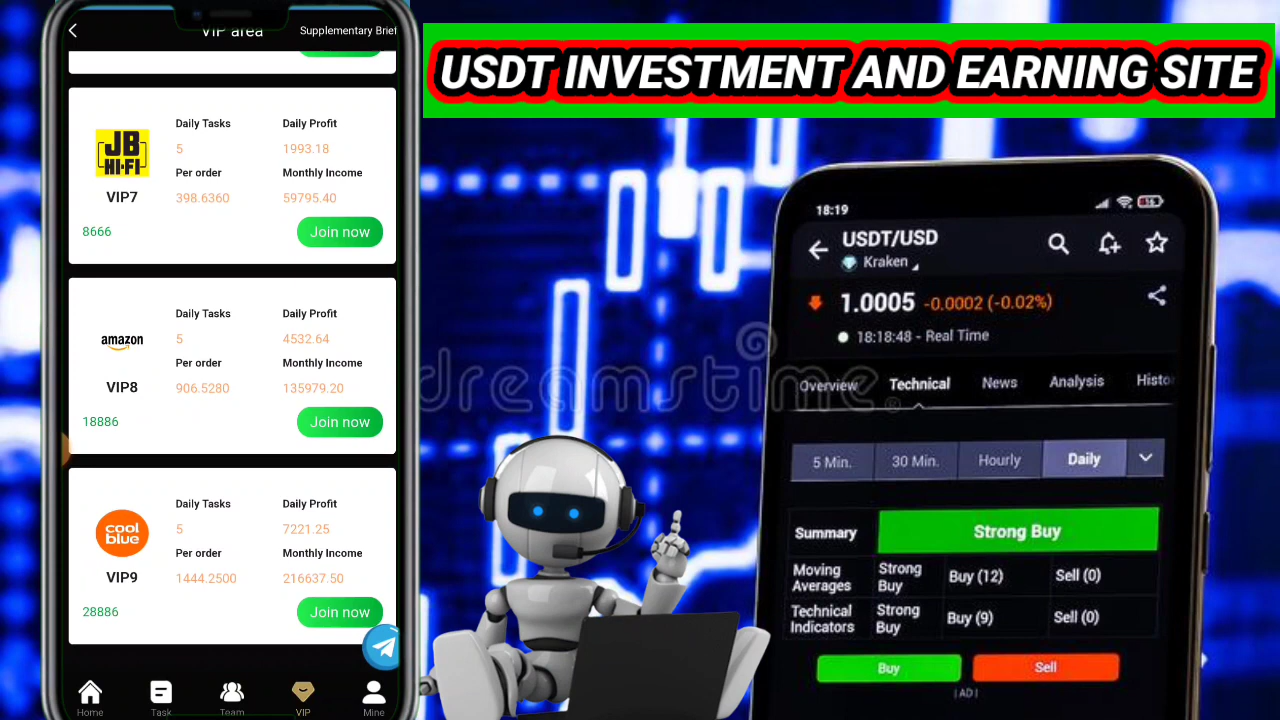 USDT INVESTMENT AND EARNING SITE
VIP area
Supplementary Brief
JB
HI-FI
VIP7
8666
Daily Tasks
5
Per order
398.6360
Daily Profit
1993.18
Monthly Income
59795.40
Join now
amazon
VIP8
18886
Daily Tasks
5
Per order
906.5280
Daily Profit
4532.64
Monthly Income
135979.20
Join now
cool
blue
VIP9
28886
Daily Tasks
5
Per order
1444.2500
Daily Profit
7221.25
Monthly Income
216637.50
Join now
Home Task Team VIP Mine
dreamstime
18:19
USDT/USD
Kraken
1.0005 -0.0002 (-0.02%)
18:18:48 - Real Time
Overview Technical News Analysis Histo
5 Min. 30 Min. Hourly Daily
Summary Strong Buy
Moving
Averages
Strong
Buy
Buy (12) Sell (0)
Technical
Indicators
Strong
Buy
Buy (9) Sell (0)
Buy Sell
| AD |